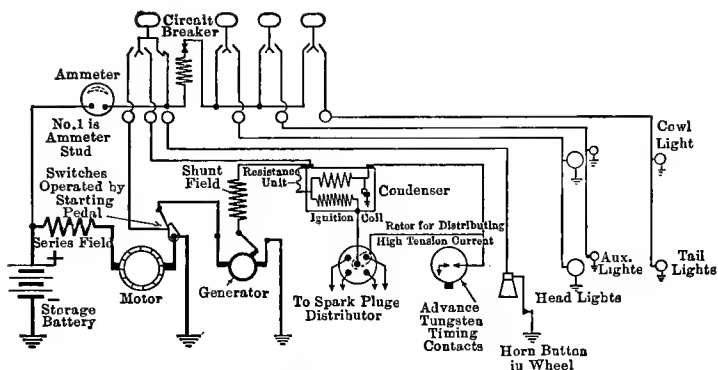 Circuit
Breaker
Ammeter
No.1 is
Ammeter
Stud
Switches
Operated by
Starting
Pedal
Series Field
+
-
Storage
Battery
Motor
Shunt
Field
Generator
Resistance
Unit
Condenser
Ignition Coil
Rotor for Distributing
High Tension Current
To Spark Plugs
Distributor
Advance
Tungsten
Timing
Contacts
Head Lights
Horn Button
in Wheel
Cowl
Light
Aux.
Lights
Tail
Lights